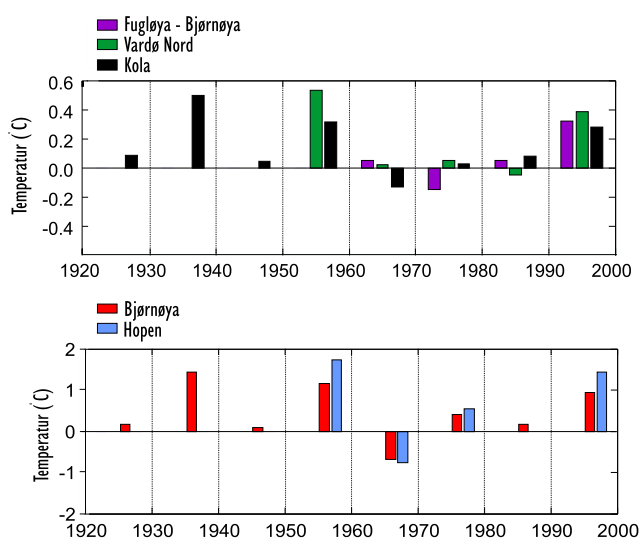 Fugløya - Bjørnøya
Vardø Nord
Kola
Temperatur (°C)
0.6
0.4
0.2
0.0
-0.2
-0.4
1920 1930 1940 1950 1960 1970 1980 1990 2000
Bjørnøya
Hopen
Temperatur (°C)
2
1
0
-1
-2
1920 1930 1940 1950 1960 1970 1980 1990 2000